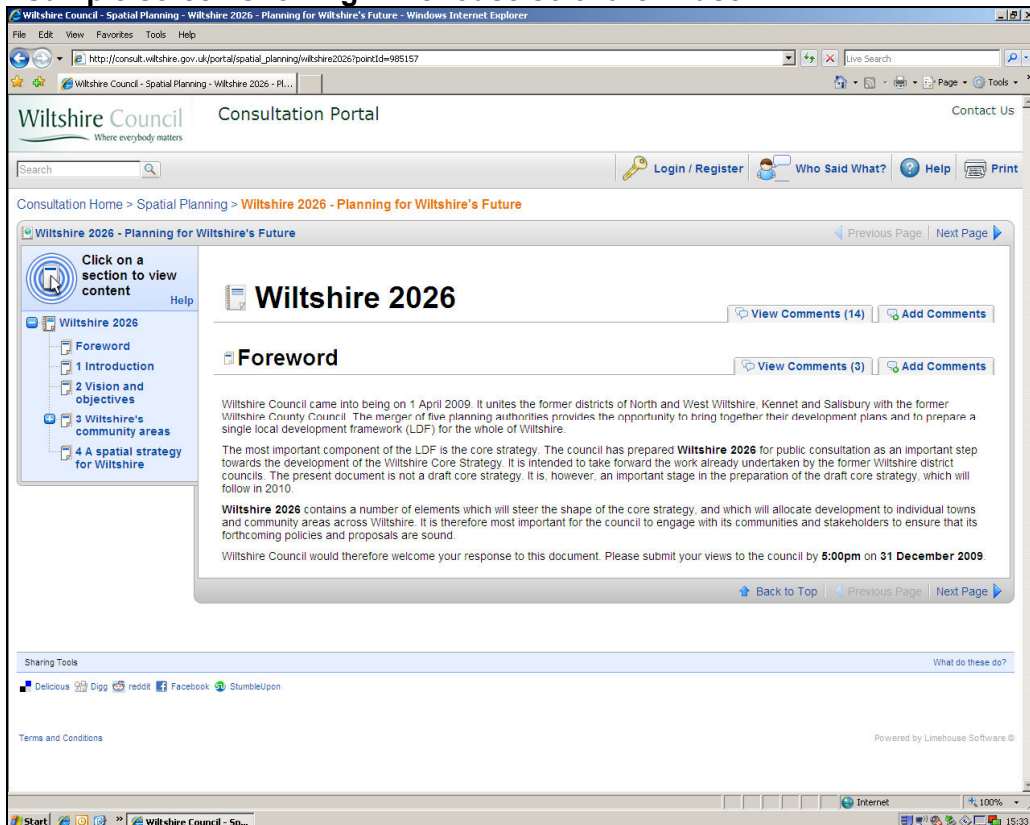 Wiltshire Council - Spatial Planning - Wiltshire 2026 - Planning for Wiltshire's Future - Windows Internet Explorer
File Edit View Favorites Tools Help
http://consult.wiltshire.gov.uk/portal/spatial_planning/wiltshire2026?pointId=985157
Live Search
Wiltshire Council - Spatial Planning - Wiltshire 2026 - Pl...
Page Tools
Wiltshire Council
Where everybody matters
Consultation Portal
Contact Us
Search
Login / Register
Who Said What?
Help
Print
Consultation Home > Spatial Planning > Wiltshire 2026 - Planning for Wiltshire's Future
Wiltshire 2026 - Planning for Wiltshire's Future
Previous Page Next Page
Click on a
section to view
content
Help
Wiltshire 2026
Foreword
1 Introduction
2 Vision and
objectives
3 Wiltshire's
community areas
4 A spatial strategy
for Wiltshire
Wiltshire 2026
View Comments (14) Add Comments
Foreword
View Comments (3) Add Comments
Wiltshire Council came into being on 1 April 2009. It unites the former districts of North and West Wiltshire, Kennet and Salisbury with the former
Wiltshire County Council. The merger of five planning authorities provides the opportunity to bring together their development plans and to prepare a
single local development framework (LDF) for the whole of Wiltshire.
The most important component of the LDF is the core strategy. The council has prepared Wiltshire 2026 for public consultation as an important step
towards the development of the Wiltshire Core Strategy. It is intended to take forward the work already undertaken by the former Wiltshire district
councils. The present document is not a draft core strategy. It is, however, an important stage in the preparation of the draft core strategy, which will
follow in 2010.
Wiltshire 2026 contains a number of elements which will steer the shape of the core strategy, and which will allocate development to individual towns
and community areas across Wiltshire. It is therefore most important for the council to engage with its communities and stakeholders to ensure that its
forthcoming policies and proposals are sound.
Wiltshire Council would therefore welcome your response to this document. Please submit your views to the council by 5:00pm on 31 December 2009.
Back to Top Previous Page Next Page
Sharing Tools
What do these do?
Delicious Digg reddit Facebook StumbleUpon
Terms and Conditions
Powered by Limehouse Software ©
Internet
100%
Start
Wiltshire Council - Sp...
15:33